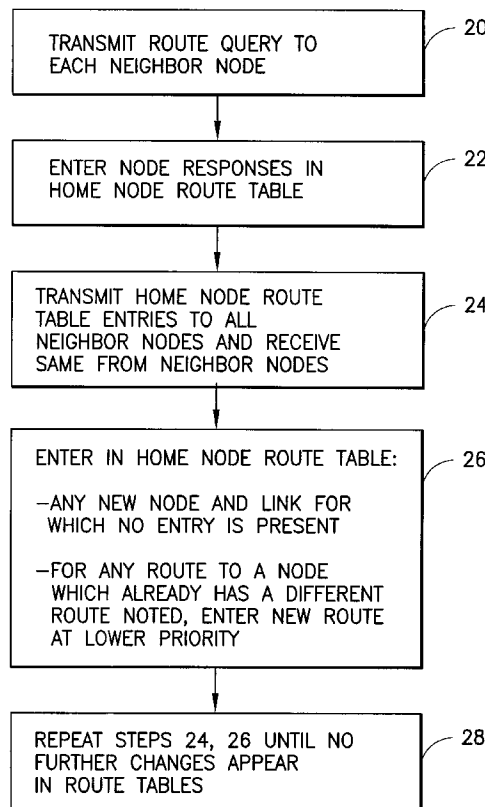 TRANSMIT ROUTE QUERY TO
EACH NEIGHBOR NODE
20
ENTER NODE RESPONSES IN
HOME NODE ROUTE TABLE
22
TRANSMIT HOME NODE ROUTE
TABLE ENTRIES TO ALL
NEIGHBOR NODES AND RECEIVE
SAME FROM NEIGHBOR NODES
24
ENTER IN HOME NODE ROUTE TABLE:
-ANY NEW NODE AND LINK FOR
WHICH NO ENTRY IS PRESENT
-FOR ANY ROUTE TO A NODE
WHICH ALREADY HAS A DIFFERENT
ROUTE NOTED, ENTER NEW ROUTE
AT LOWER PRIORITY
26
REPEAT STEPS 24, 26 UNTIL NO
FURTHER CHANGES APPEAR
IN ROUTE TABLES
28